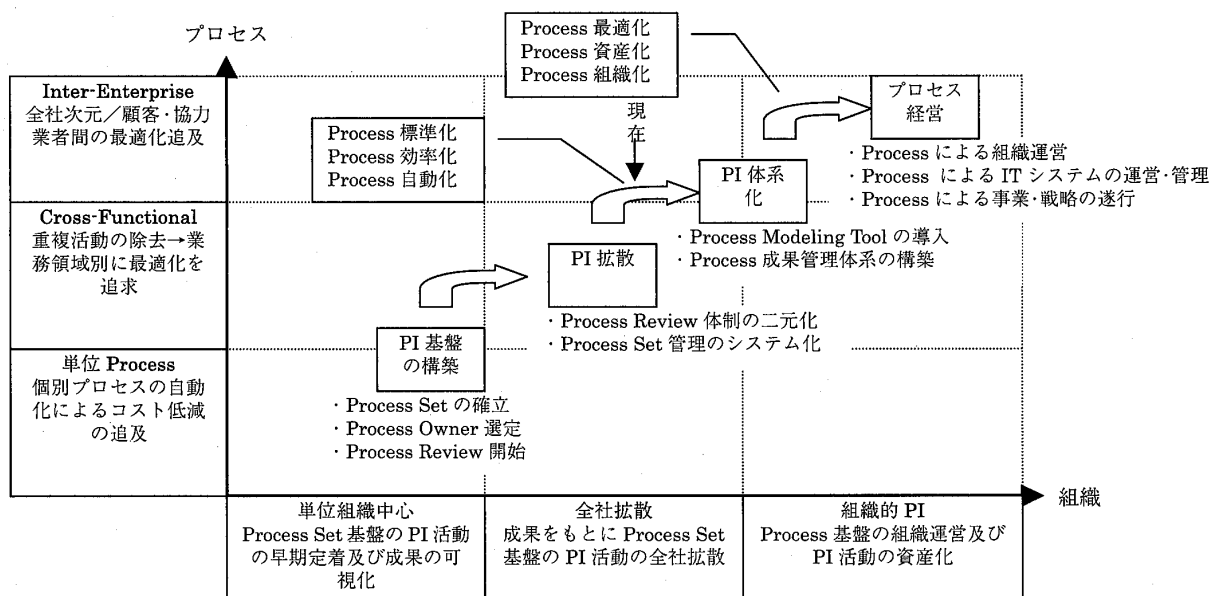 プロセス
Process 最適化
Process 資産化
Process 組織化
Inter-Enterprise
全社次元／顧客・協力
業者間の最適化追及
Process 標準化
Process 効率化
Process 自動化
現
在
プロセス
経営
・Process による組織運営
・Process による IT システムの運営・管理
・Process による事業・戦略の遂行
PI 体系
化
・Process Modeling Tool の導入
・Process 成果管理体系の構築
Cross-Functional
重複活動の除去→業
務領域別に最適化を
追求
PI 拡散
・Process Review 体制の二元化
・Process Set 管理のシステム化
PI 基盤
の構築
・Process Set の確立
・Process Owner 選定
・Process Review 開始
単位 Process
個別プロセスの自動
化によるコスト低減
の追及
組織
単位組織中心
Process Set 基盤の PI 活動
の早期定着及び成果の可
視化
全社拡散
成果をもとに Process Set
基盤の PI 活動の全社拡散
組織的 PI
Process 基盤の組織運営及び
PI 活動の資産化